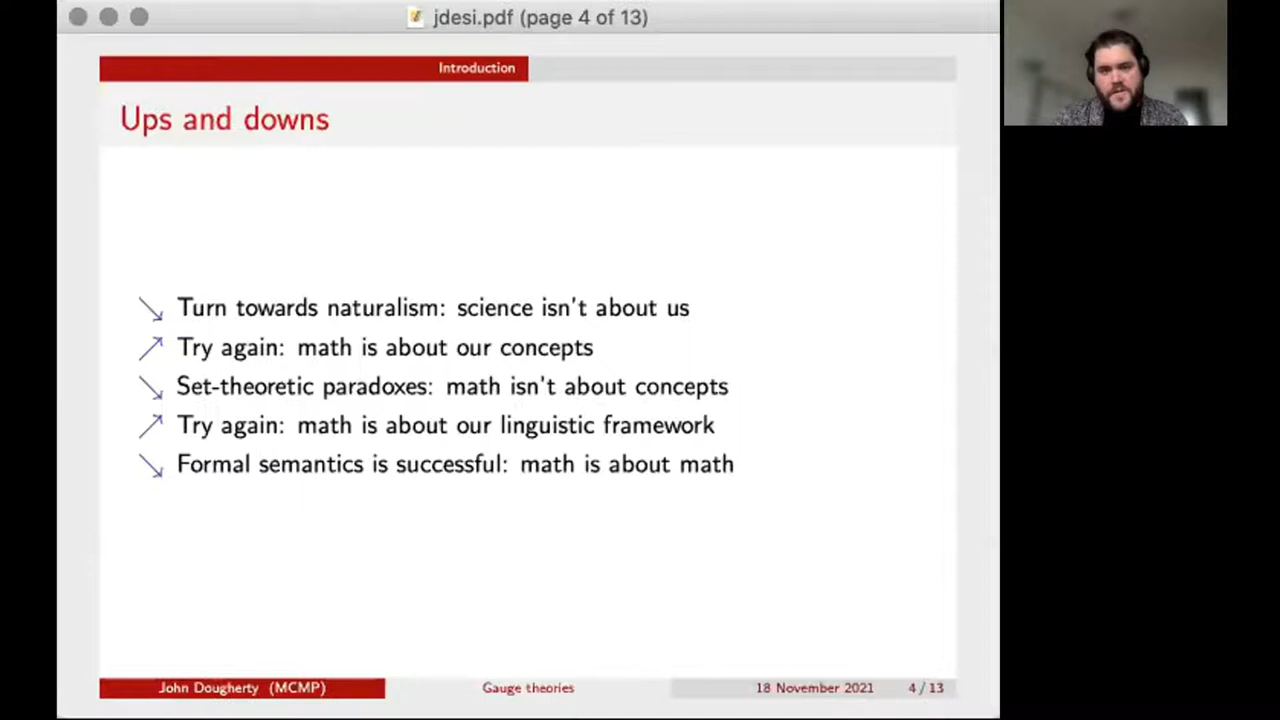 jdesi.pdf (page 4 of 13)
Introduction
Ups and downs
↘ Turn towards naturalism: science isn't about us
↗ Try again: math is about our concepts
↘ Set-theoretic paradoxes: math isn't about concepts
↗ Try again: math is about our linguistic framework
↘ Formal semantics is successful: math is about math
John Dougherty (MCMP) Gauge theories 18 November 2021 4 / 13